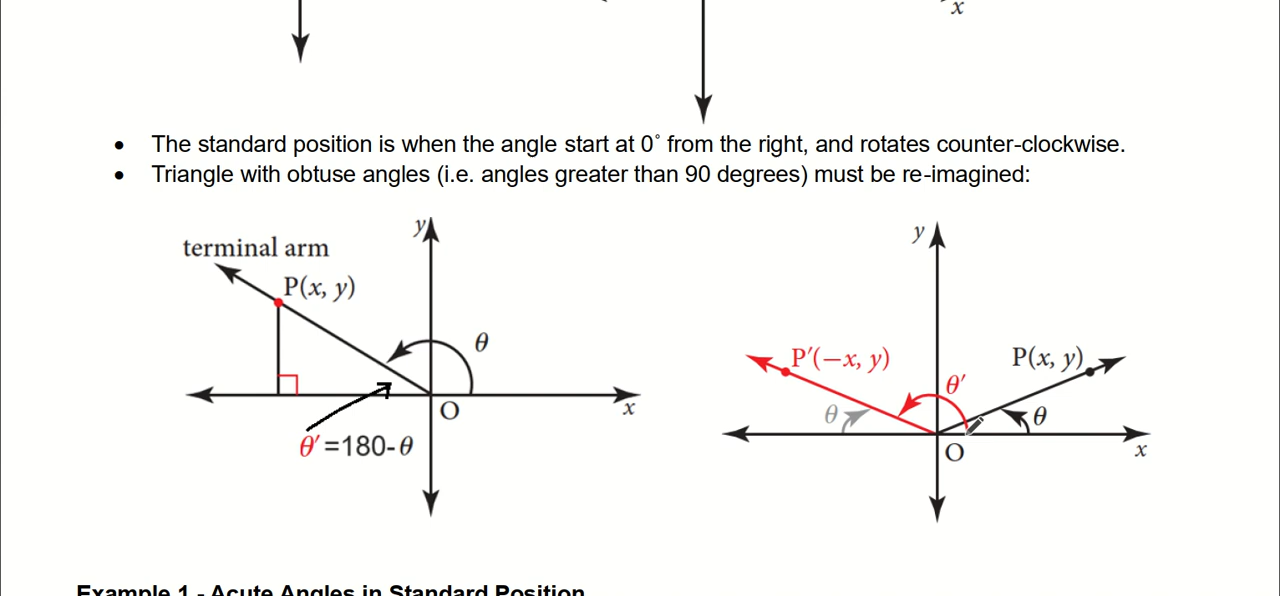 x
• The standard position is when the angle start at 0˚ from the right, and rotates counter-clockwise.
• Triangle with obtuse angles (i.e. angles greater than 90 degrees) must be re-imagined:
y
terminal arm
P(x, y)
θ
O
x
θ′=180-θ
y
P′(−x, y)
P(x, y)
θ′
θ
θ
O
x
Example 1 - Acute Angles in Standard Position